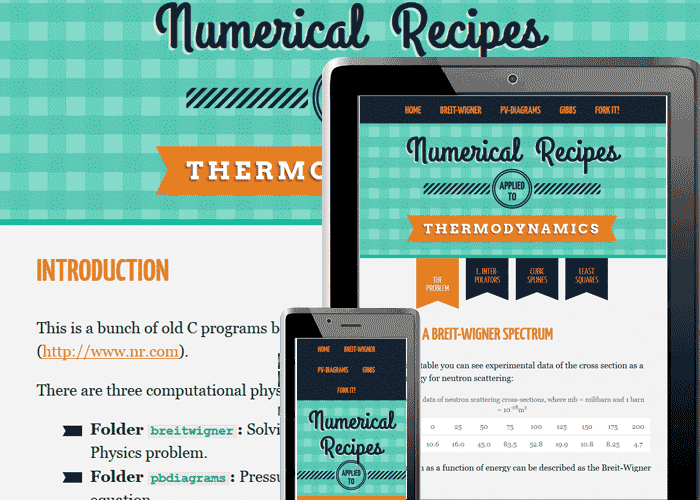 Numerical Recipes
THERMO
INTRODUCTION
This is a bunch of old C programs b
(http://www.nr.com).
There are three computational phys
Folder breitwigner : Solvi
Physics problem.
Folder pbdiagrams : Pressu
equation.
HOME BREIT-WIGNER PV-DIAGRAMS GIBBS FORK IT!
Numerical Recipes
APPLIED
TO
THERMODYNAMICS
THE
PROBLEM
L. INTER-
POLATORS
CUBIC
SPLINES
LEAST
SQUARES
A BREIT-WIGNER SPECTRUM
table you can see experimental data of the cross section as a
gy for neutron scattering:
data of neutron scattering cross-sections, where mb = milibarn and 1 barn
= 10⁻²⁸m²
0 25 50 75 100 125 150 175 200
10.6 16.0 45.0 83.5 52.8 19.9 10.8 8.25 4.7
n as a function of energy can be described as the Breit-Wigner
HOME BREIT-WIGNER
PV-DIAGRAMS GIBBS
FORK IT!
Numerical
Recipes
APPLIED
TO